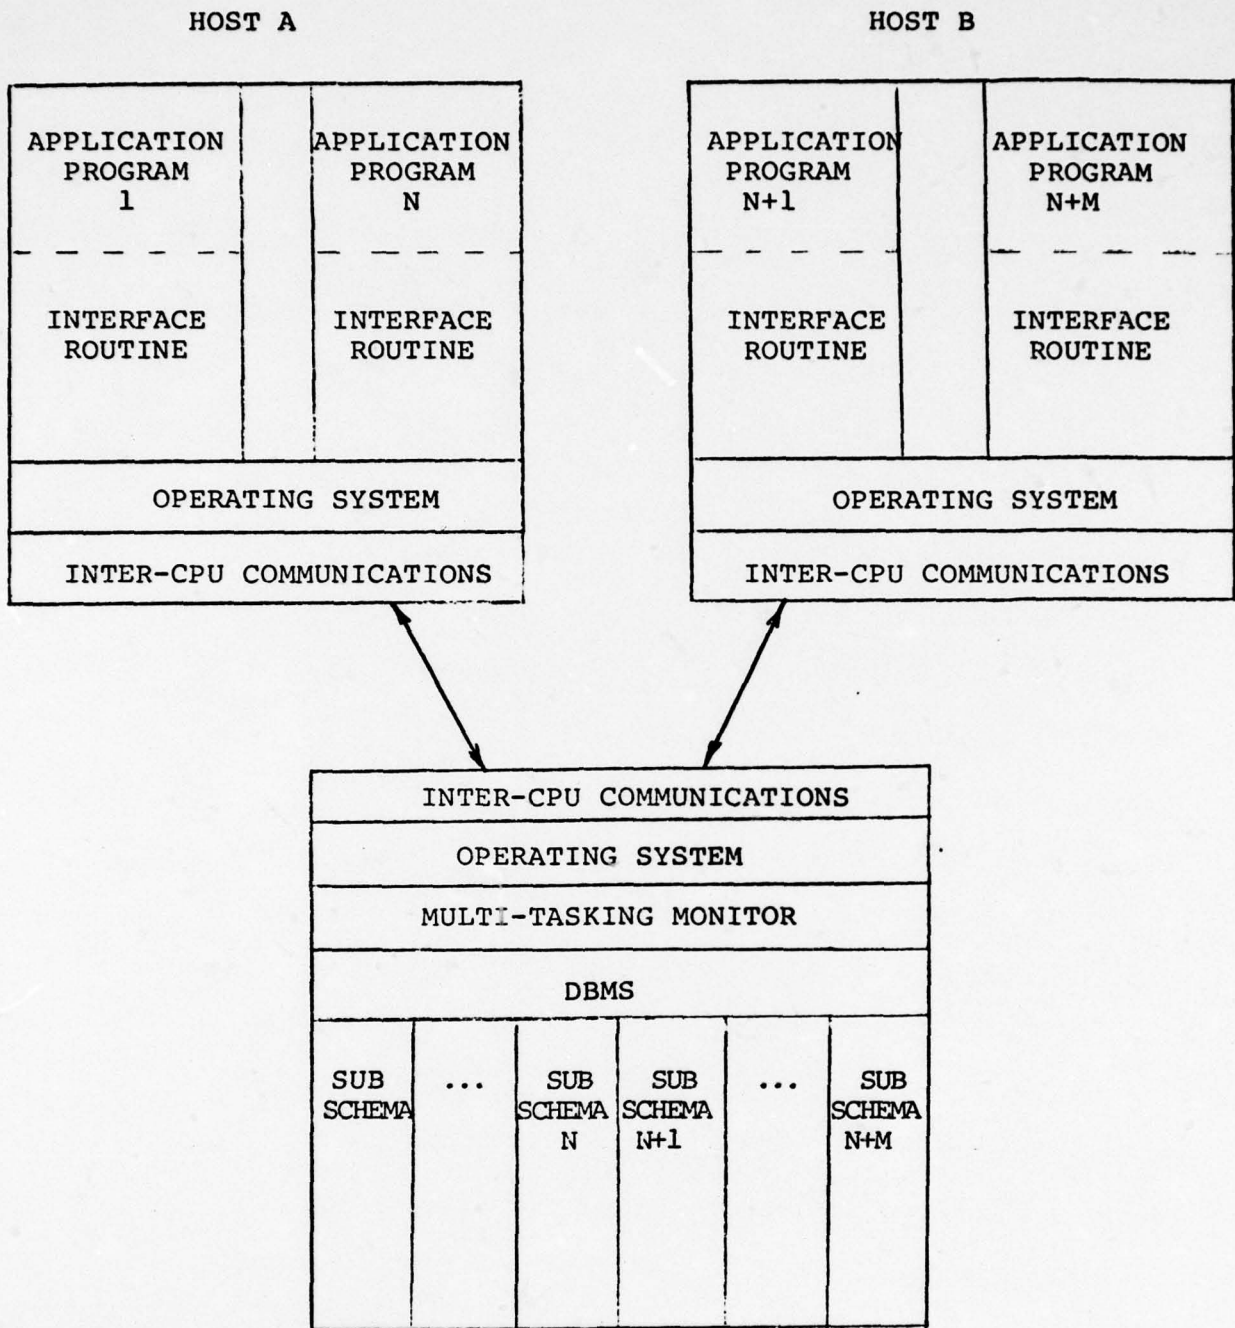 HOST A
HOST B
APPLICATION
PROGRAM
1
APPLICATION
PROGRAM
N
INTERFACE
ROUTINE
INTERFACE
ROUTINE
OPERATING SYSTEM
INTER-CPU COMMUNICATIONS
APPLICATION
PROGRAM
N+1
APPLICATION
PROGRAM
N+M
INTERFACE
ROUTINE
INTERFACE
ROUTINE
OPERATING SYSTEM
INTER-CPU COMMUNICATIONS
INTER-CPU COMMUNICATIONS
OPERATING SYSTEM
MULTI-TASKING MONITOR
DBMS
SUB
SCHEMA
...
SUB
SCHEMA
N
SUB
SCHEMA
N+1
...
SUB
SCHEMA
N+M